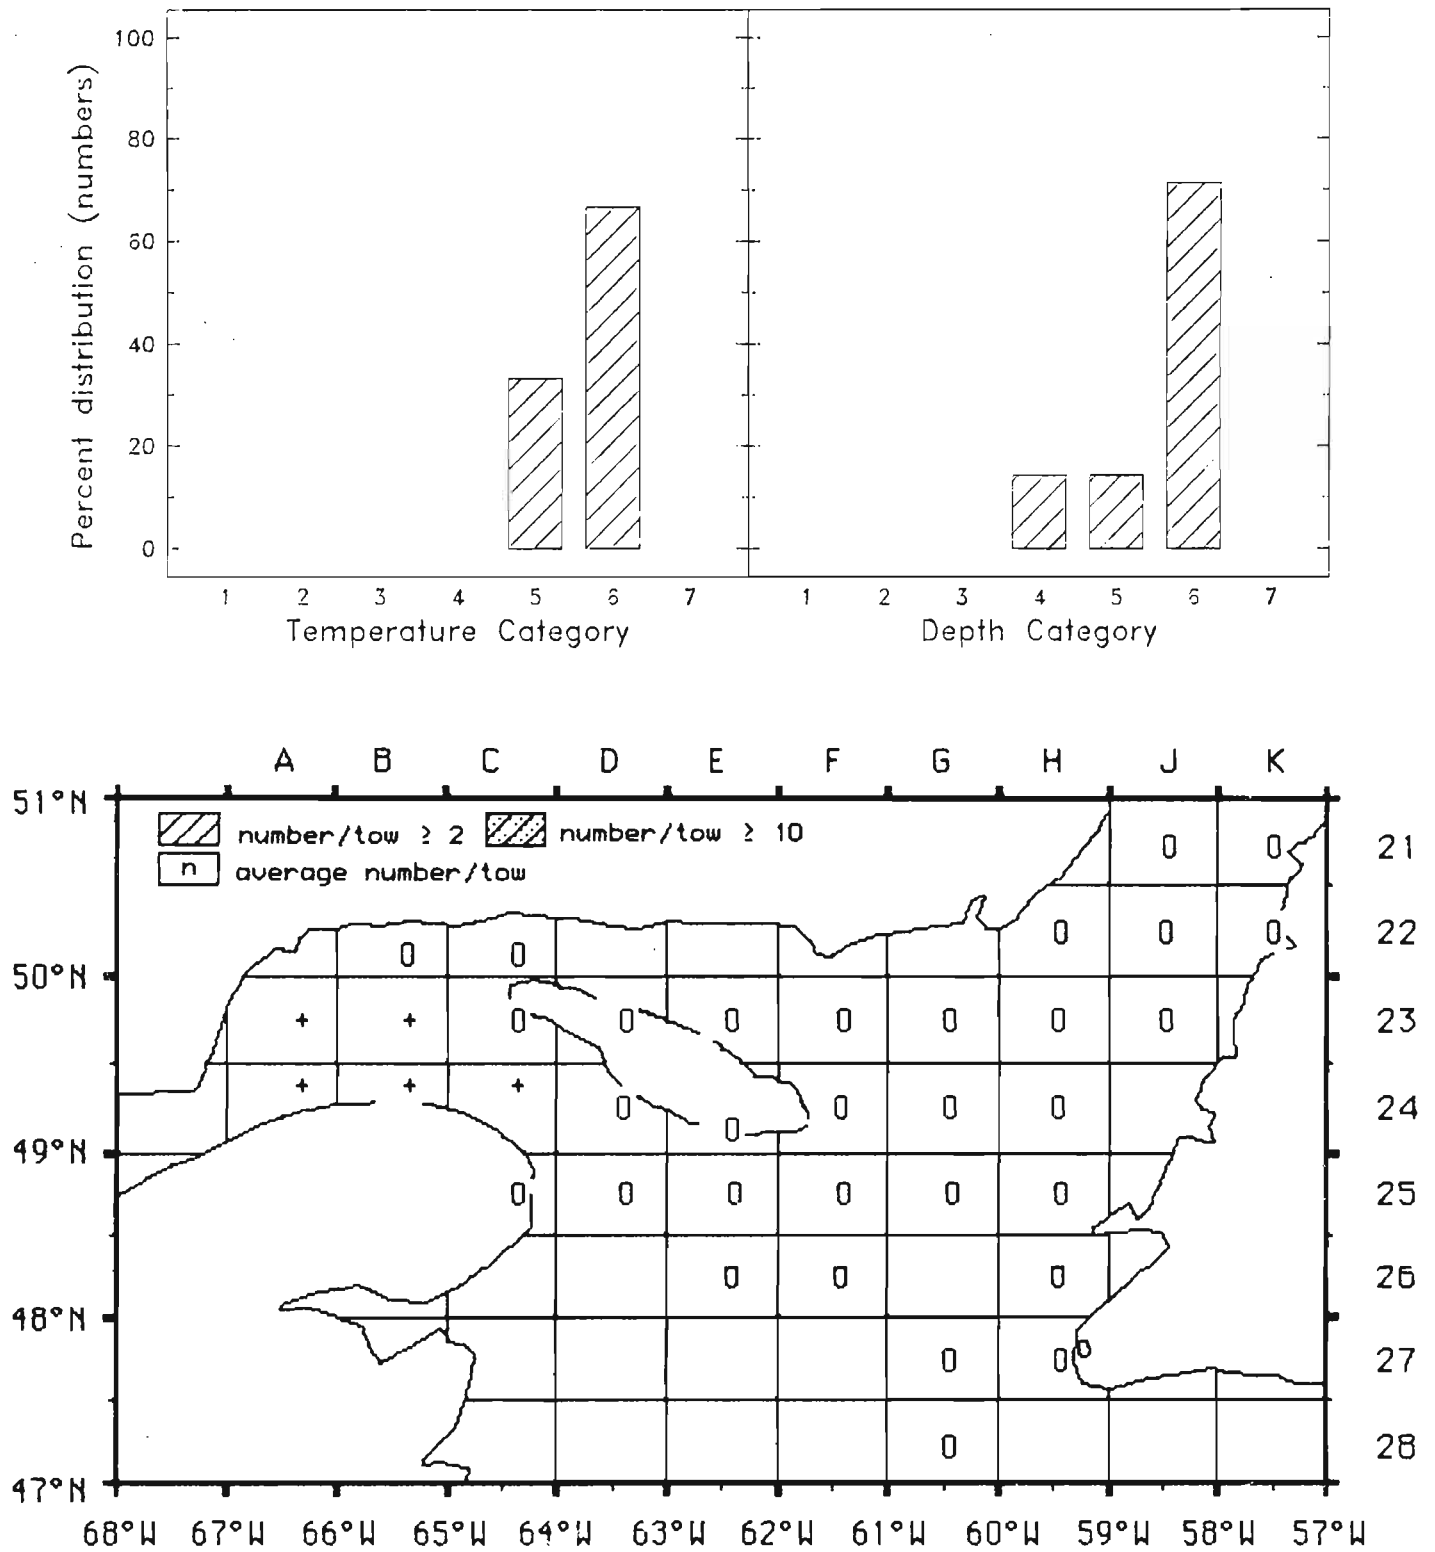 100
80
60
40
20
0
Percent distribution (numbers)
1 2 3 4 5 6 7
1 2 3 4 5 6 7
Temperature Category
Depth Category
A B C D E F G H J K
51°N
number/tow ≥ 2
number/tow ≥ 10
n average number/tow
0 0 21
0 0 0 22
0 0
50°N
+ + 0 0 0 0 0 0 0 23
+ + +
0 0 0 0 24
0
49°N
0 0 0 0 0 0 25
0 0 0 26
48°N
0 0 27
0 28
47°N
68°W 67°W 66°W 65°W 64°W 63°W 62°W 61°W 60°W 59°W 58°W 57°W